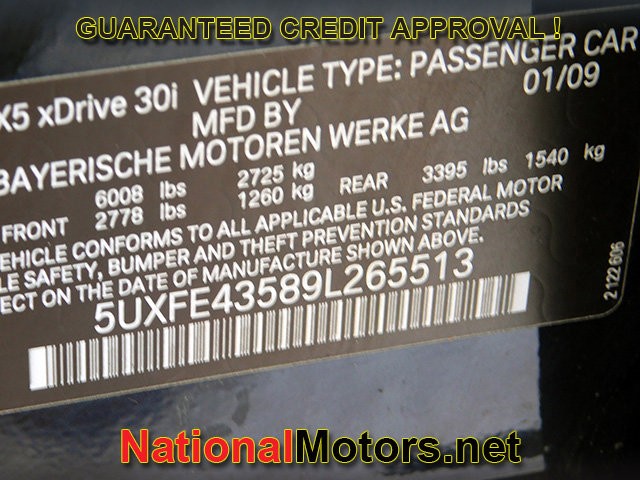 GUARANTEED CREDIT APPROVAL !
X5 xDrive 30i VEHICLE TYPE: PASSENGER CAR
MFD BY 01/09
BAYERISCHE MOTOREN WERKE AG
6008 lbs 2725 kg
FRONT 2778 lbs 1260 kg REAR 3395 lbs 1540 kg
VEHICLE CONFORMS TO ALL APPLICABLE U.S. FEDERAL MOTOR
LE SAFETY, BUMPER AND THEFT PREVENTION STANDARDS
ECT ON THE DATE OF MANUFACTURE SHOWN ABOVE.
5UXFE43589L265513
2 122 606
NationalMotors.net